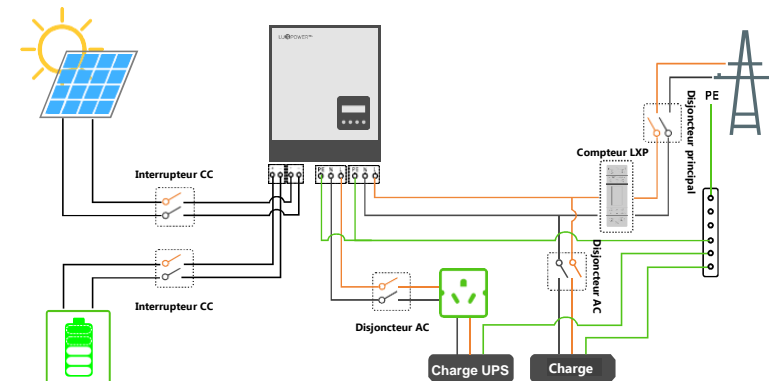 LUXPOWER
PE
Disjoncteur principal
Compteur LXP
Interrupteur CC
PE N L PE N L
Disjoncteur AC
Interrupteur CC
Disjoncteur AC
Charge UPS
Charge